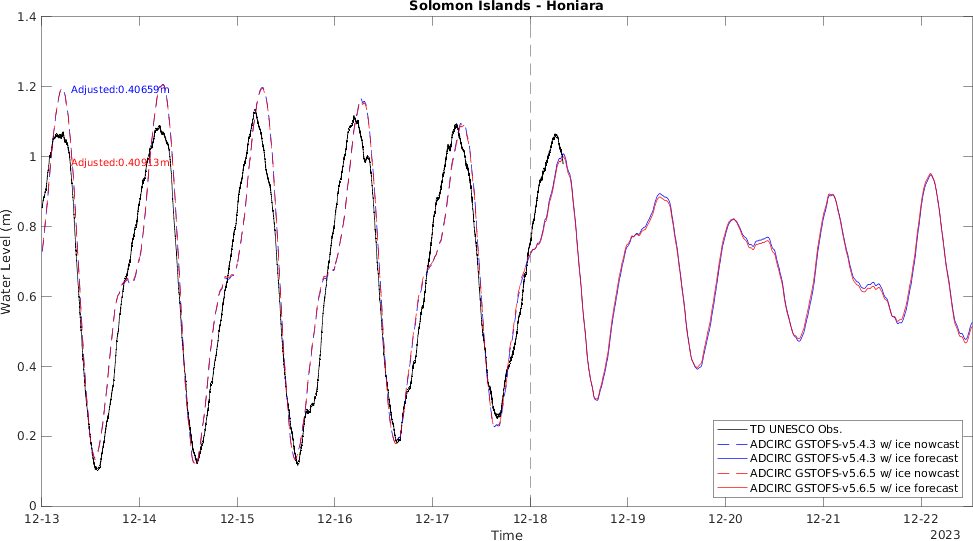 Solomon Islands - Honiara
1.4
1.2
1
0.8
0.6
0.4
0.2
0
Water Level (m)
Adjusted:0.40659m
Adjusted:0.40913m
TD UNESCO Obs.
ADCIRC GSTOFS-v5.4.3 w/ ice nowcast
ADCIRC GSTOFS-v5.4.3 w/ ice forecast
ADCIRC GSTOFS-v5.6.5 w/ ice nowcast
ADCIRC GSTOFS-v5.6.5 w/ ice forecast
12-13 12-14 12-15 12-16 12-17 12-18 12-19 12-20 12-21 12-22
Time
2023